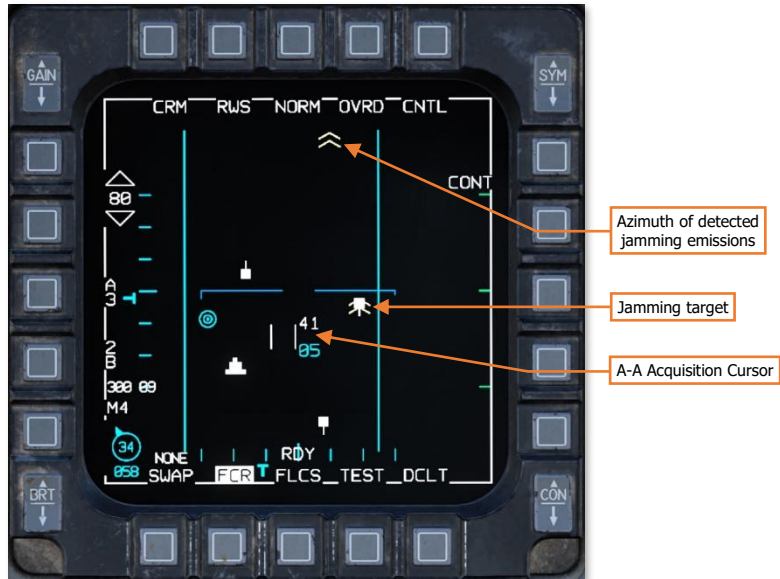 GAIN
SYM
CRM RWS NORM OVRD CNTL
80
CONT
Azimuth of detected
jamming emissions
A
3
Jamming target
41
05
2
B
A-A Acquisition Cursor
300 09
M4
34
058
NONE
RDY
SWAP FCR T FLCS TEST DCLT
BRT
CON